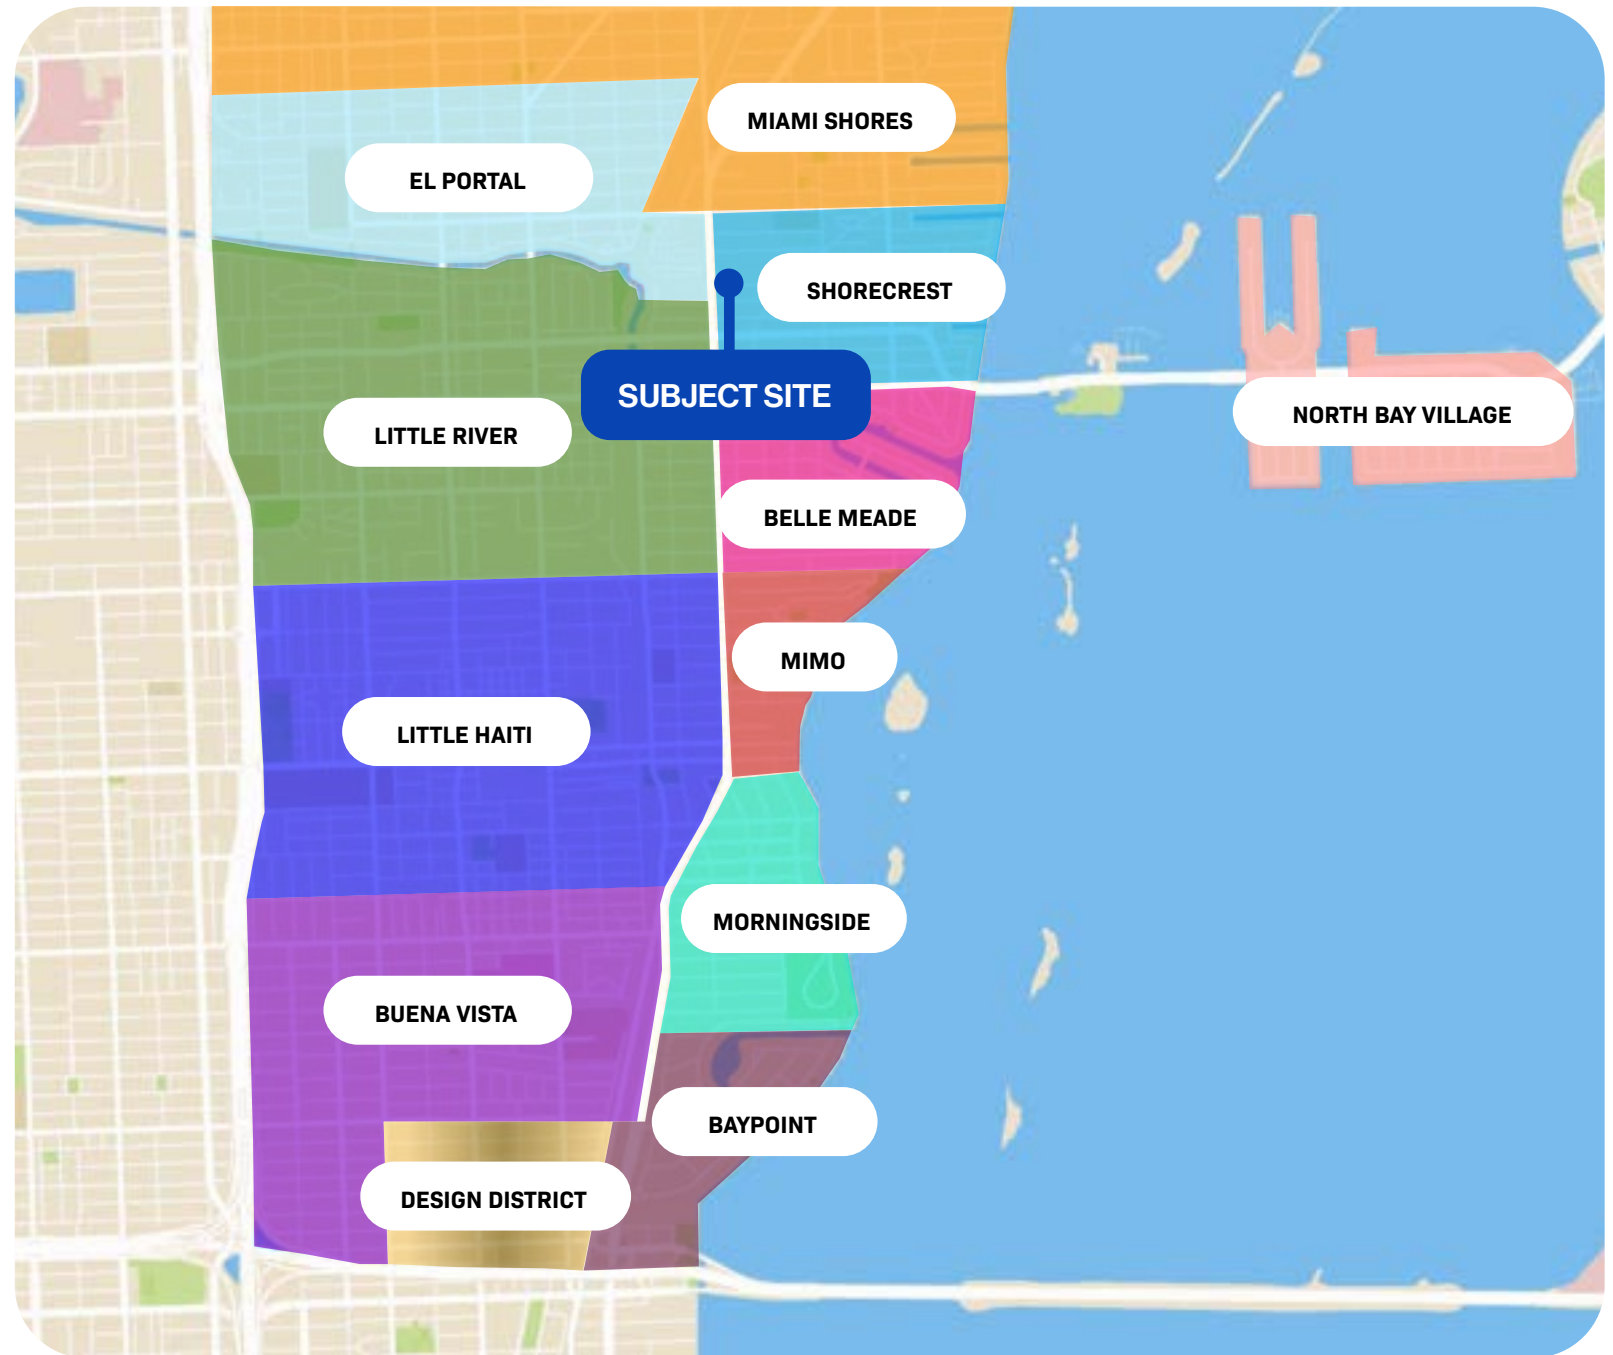 MIAMI SHORES
EL PORTAL
SHORECREST
SUBJECT SITE
NORTH BAY VILLAGE
LITTLE RIVER
BELLE MEADE
MIMO
LITTLE HAITI
MORNINGSIDE
BUENA VISTA
BAYPOINT
DESIGN DISTRICT